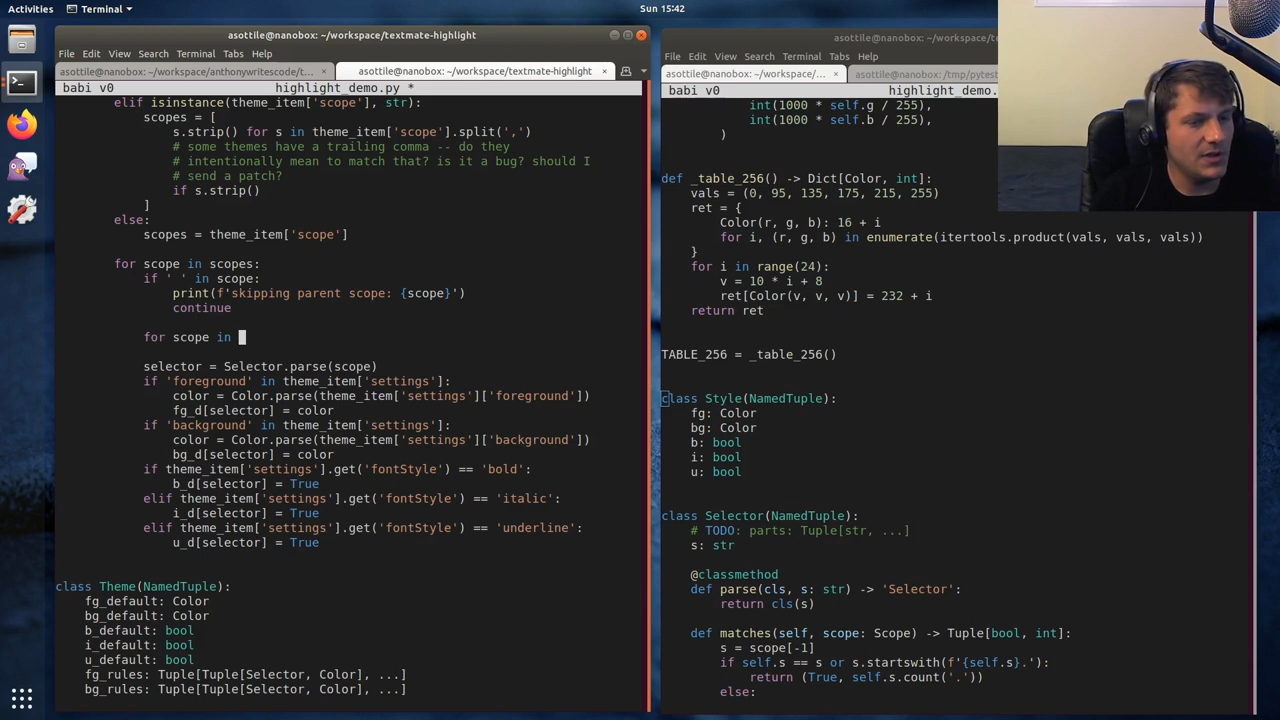 Activities
Terminal
Sun 15:42
asottile@nanobox: ~/workspace/textmate-highlight
File Edit View Search Terminal Tabs Help
asottile@nanobox: ~/workspace/anthonywritescode/t...
asottile@nanobox: ~/workspace/textmate-highlight
babi v0 highlight_demo.py *
elif isinstance(theme_item['scope'], str):
scopes = [
s.strip() for s in theme_item['scope'].split(',')
# some themes have a trailing comma -- do they
# intentionally mean to match that? is it a bug? should I
# send a patch?
if s.strip()
]
else:
scopes = theme_item['scope']
for scope in scopes:
if ' ' in scope:
print(f'skipping parent scope: {scope}')
continue
for scope in
selector = Selector.parse(scope)
if 'foreground' in theme_item['settings']:
color = Color.parse(theme_item['settings']['foreground'])
fg_d[selector] = color
if 'background' in theme_item['settings']:
color = Color.parse(theme_item['settings']['background'])
bg_d[selector] = color
if theme_item['settings'].get('fontStyle') == 'bold':
b_d[selector] = True
elif theme_item['settings'].get('fontStyle') == 'italic':
i_d[selector] = True
elif theme_item['settings'].get('fontStyle') == 'underline':
u_d[selector] = True
class Theme(NamedTuple):
fg_default: Color
bg_default: Color
b_default: bool
i_default: bool
u_default: bool
fg_rules: Tuple[Tuple[Selector, Color], ...]
bg_rules: Tuple[Tuple[Selector, Color], ...]
asottile@nanobox: ~/workspace/t
File Edit View Search Terminal Tabs Help
asottile@nanobox: ~/workspace/...
asottile@nanobox: /tmp/pytes
babi v0 highlight_demo.
int(1000 * self.g / 255),
int(1000 * self.b / 255),
)
def _table_256() -> Dict[Color, int]:
vals = (0, 95, 135, 175, 215, 255)
ret = {
Color(r, g, b): 16 + i
for i, (r, g, b) in enumerate(itertools.product(vals, vals, vals))
}
for i in range(24):
v = 10 * i + 8
ret[Color(v, v, v)] = 232 + i
return ret
TABLE_256 = _table_256()
class Style(NamedTuple):
fg: Color
bg: Color
b: bool
i: bool
u: bool
class Selector(NamedTuple):
# TODO: parts: Tuple[str, ...]
s: str
@classmethod
def parse(cls, s: str) -> 'Selector':
return cls(s)
def matches(self, scope: Scope) -> Tuple[bool, int]:
s = scope[-1]
if self.s == s or s.startswith(f'{self.s}.'):
return (True, self.s.count('.'))
else: